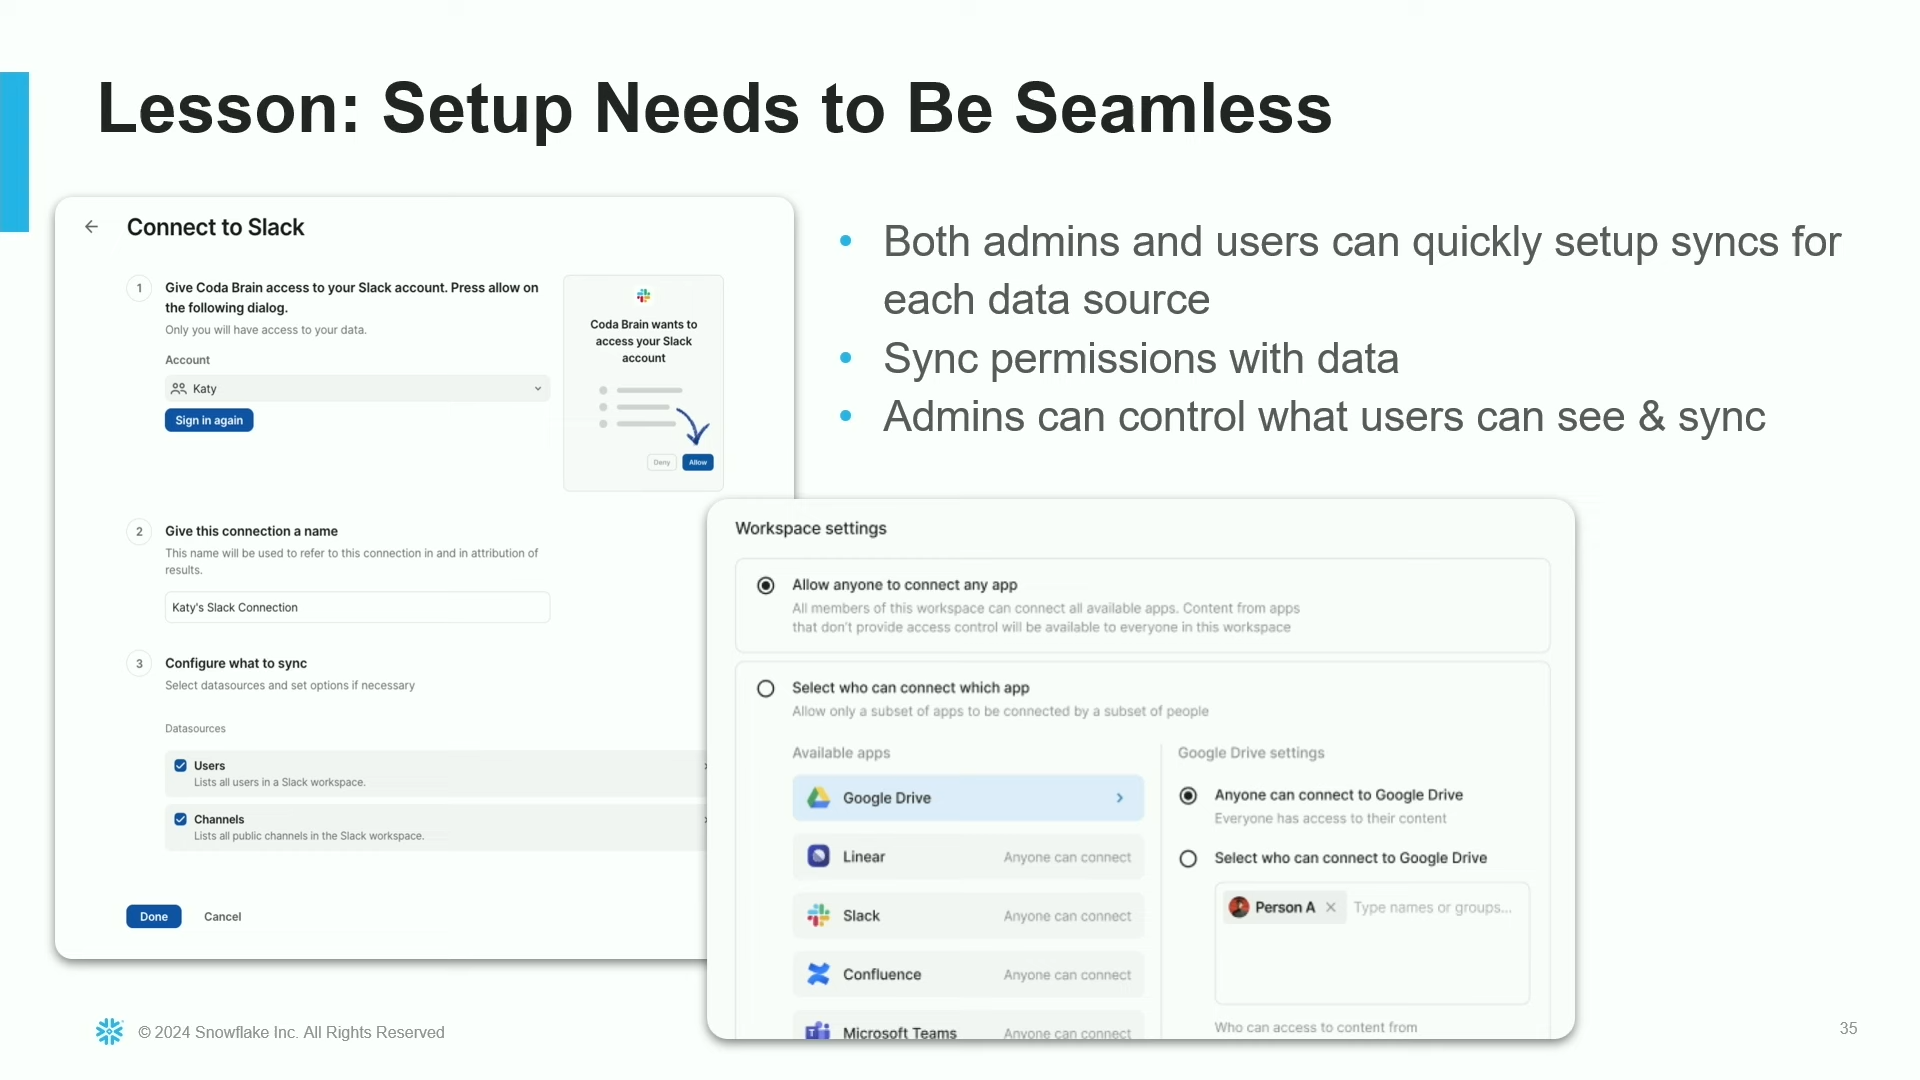 Lesson: Setup Needs to Be Seamless
Connect to Slack
1
Give Coda Brain access to your Slack account. Press allow on
the following dialog.
Only you will have access to your data.
Account
Katy
Sign in again
Coda Brain wants to
access your Slack
account
Deny
Allow
2
Give this connection a name
This name will be used to refer to this connection in and in attribution of
results.
Katy's Slack Connection
3
Configure what to sync
Select datasources and set options if necessary
Datasources
Users
Lists all users in a Slack workspace.
Channels
Lists all public channels in the Slack workspace.
Done
Cancel
• Both admins and users can quickly setup syncs for
each data source
• Sync permissions with data
• Admins can control what users can see & sync
Workspace settings
Allow anyone to connect any app
All members of this workspace can connect all available apps. Content from apps
that don't provide access control will be available to everyone in this workspace
Select who can connect which app
Allow only a subset of apps to be connected by a subset of people
Available apps
Google Drive
Linear Anyone can connect
Slack Anyone can connect
Confluence Anyone can connect
Microsoft Teams Anyone can connect
Google Drive settings
Anyone can connect to Google Drive
Everyone has access to their content
Select who can connect to Google Drive
Person A Type names or groups...
Who can access to content from
© 2024 Snowflake Inc. All Rights Reserved
35